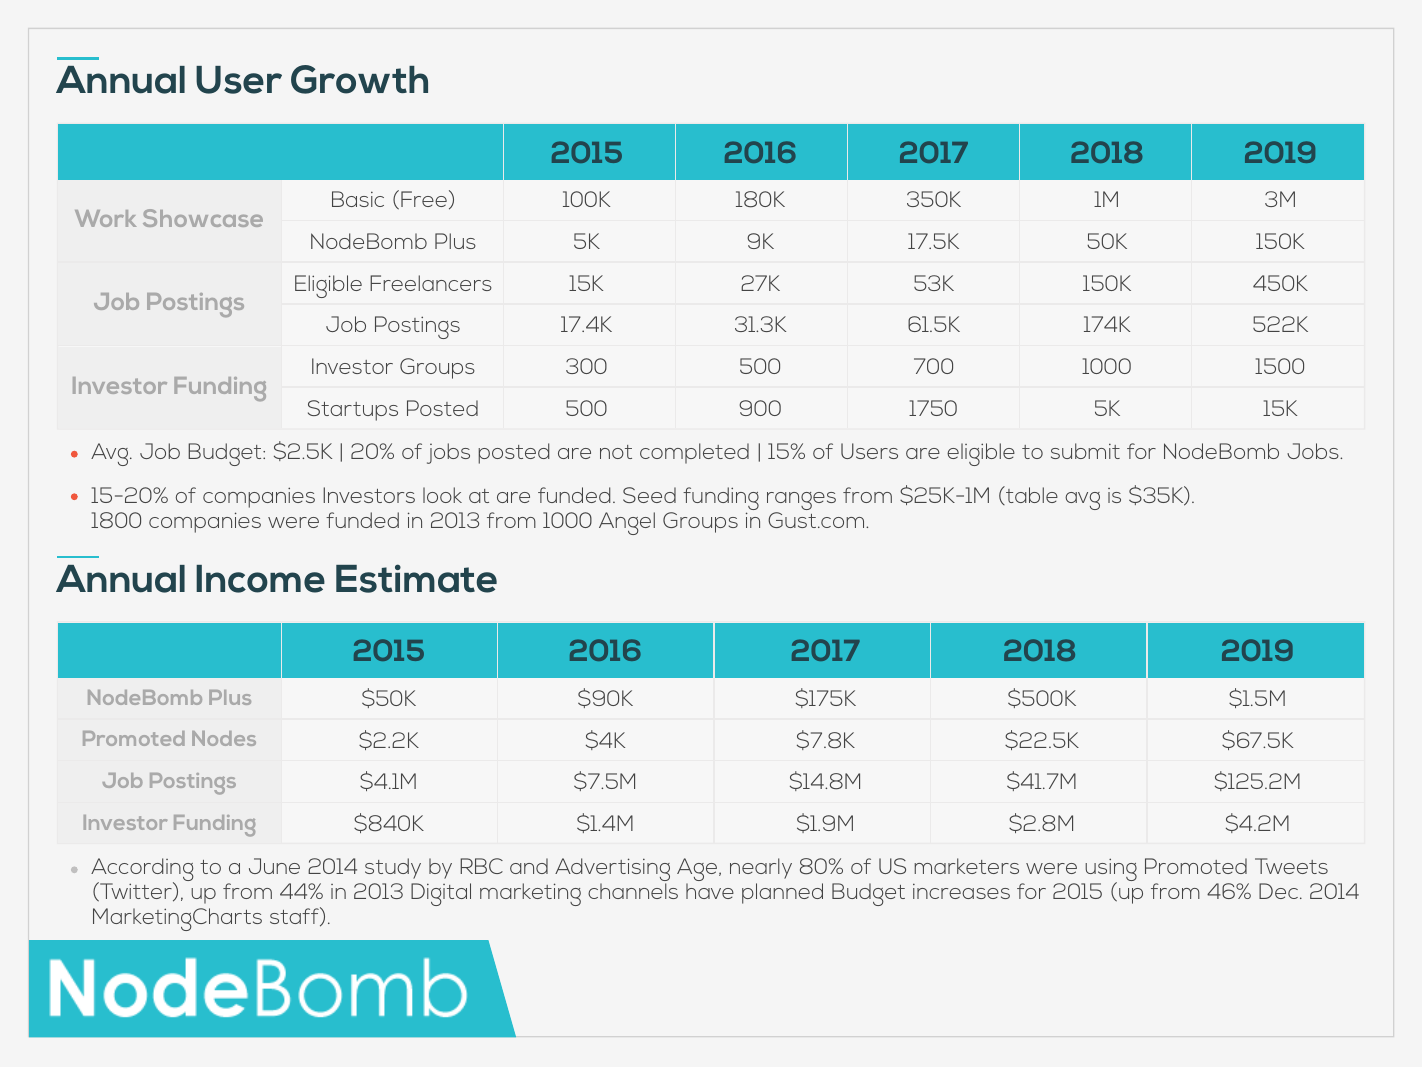 Annual User Growth
2015 2016 2017 2018 2019
Work Showcase
Basic (Free) 100K 180K 350K 1M 3M
NodeBomb Plus 5K 9K 17.5K 50K 150K
Job Postings
Eligible Freelancers 15K 27K 53K 150K 450K
Job Postings 17.4K 31.3K 61.5K 174K 522K
Investor Funding
Investor Groups 300 500 700 1000 1500
Startups Posted 500 900 1750 5K 15K
• Avg. Job Budget: $2.5K | 20% of jobs posted are not completed | 15% of Users are eligible to submit for NodeBomb Jobs.
• 15-20% of companies Investors look at are funded. Seed funding ranges from $25K-1M (table avg is $35K).
1800 companies were funded in 2013 from 1000 Angel Groups in Gust.com.
Annual Income Estimate
2015 2016 2017 2018 2019
NodeBomb Plus $50K $90K $175K $500K $1.5M
Promoted Nodes $2.2K $4K $7.8K $22.5K $67.5K
Job Postings $4.1M $7.5M $14.8M $41.7M $125.2M
Investor Funding $840K $1.4M $1.9M $2.8M $4.2M
• According to a June 2014 study by RBC and Advertising Age, nearly 80% of US marketers were using Promoted Tweets
(Twitter), up from 44% in 2013 Digital marketing channels have planned Budget increases for 2015 (up from 46% Dec. 2014
MarketingCharts staff).
NodeBomb